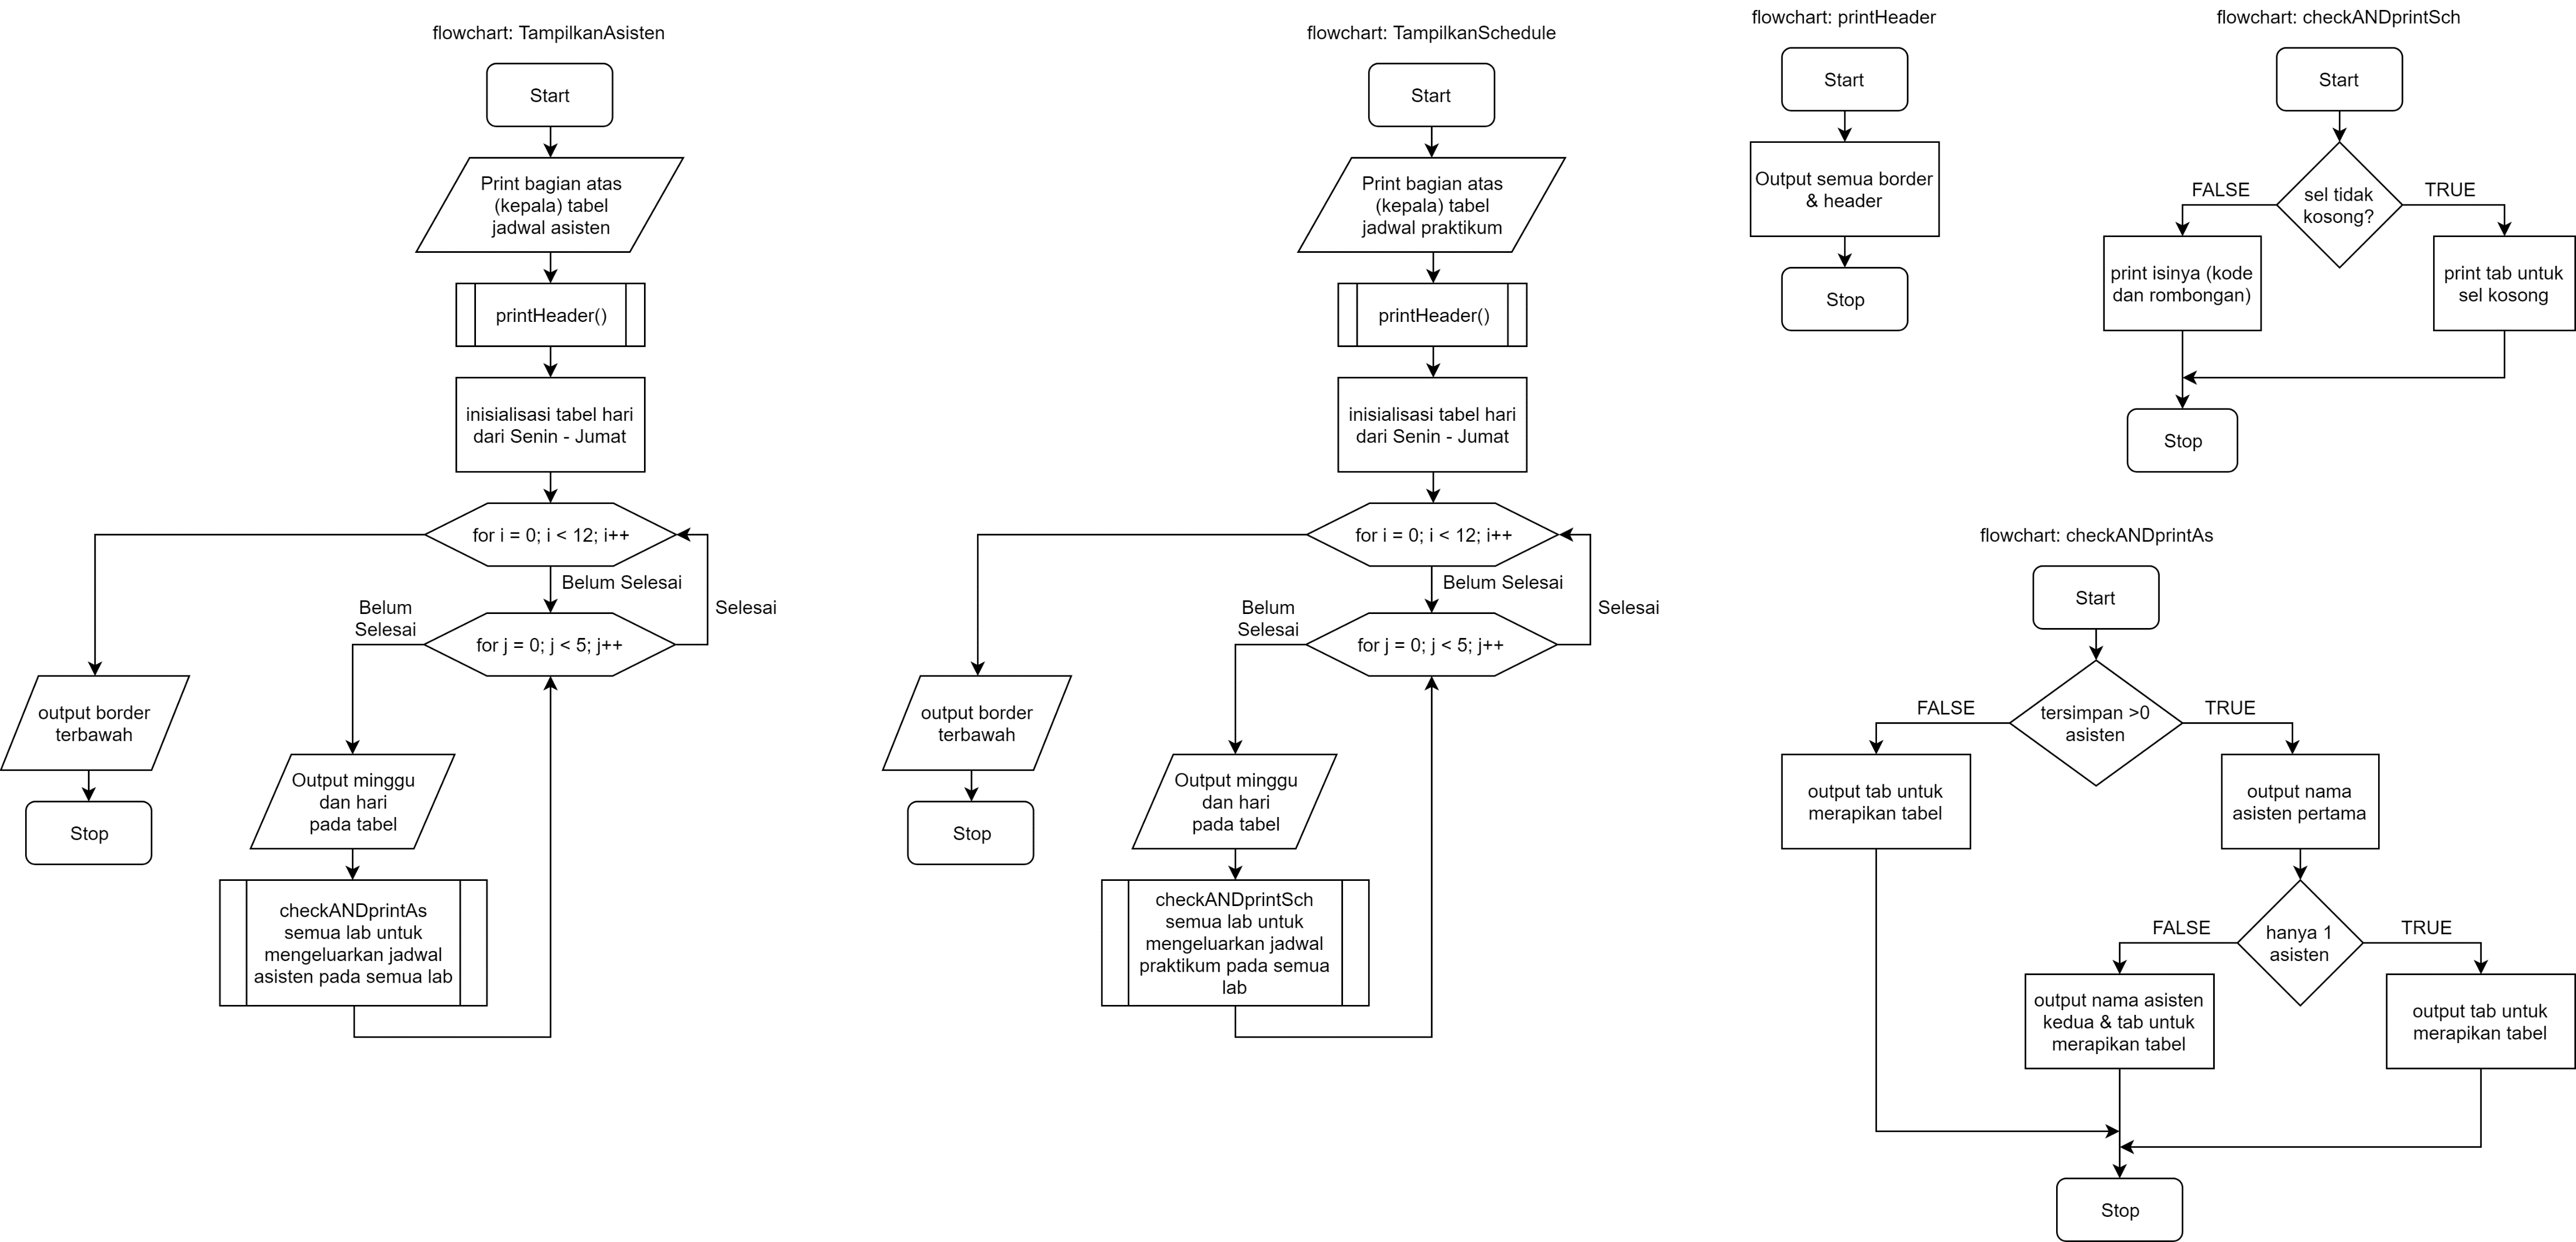 flowchart: TampilkanAsisten
Start
Print bagian atas
(kepala) tabel
jadwal asisten
printHeader()
inisialisasi tabel hari
dari Senin - Jumat
for i = 0; i < 12; i++
Belum Selesai
Selesai
Belum
Selesai
for j = 0; j < 5; j++
output border
terbawah
Stop
Output minggu
dan hari
pada tabel
checkANDprintAs
semua lab untuk
mengeluarkan jadwal
asisten pada semua lab
flowchart: TampilkanSchedule
Start
Print bagian atas
(kepala) tabel
jadwal praktikum
printHeader()
inisialisasi tabel hari
dari Senin - Jumat
for i = 0; i < 12; i++
Belum Selesai
Selesai
Belum
Selesai
for j = 0; j < 5; j++
output border
terbawah
Stop
Output minggu
dan hari
pada tabel
checkANDprintSch
semua lab untuk
mengeluarkan jadwal
praktikum pada semua
lab
flowchart: printHeader
Start
Output semua border
& header
Stop
flowchart: checkANDprintSch
Start
sel tidak
kosong?
FALSE
TRUE
print isinya (kode
dan rombongan)
print tab untuk
sel kosong
Stop
flowchart: checkANDprintAs
Start
tersimpan >0
asisten
FALSE
TRUE
output tab untuk
merapikan tabel
output nama
asisten pertama
hanya 1
asisten
FALSE
TRUE
output nama asisten
kedua & tab untuk
merapikan tabel
output tab untuk
merapikan tabel
Stop